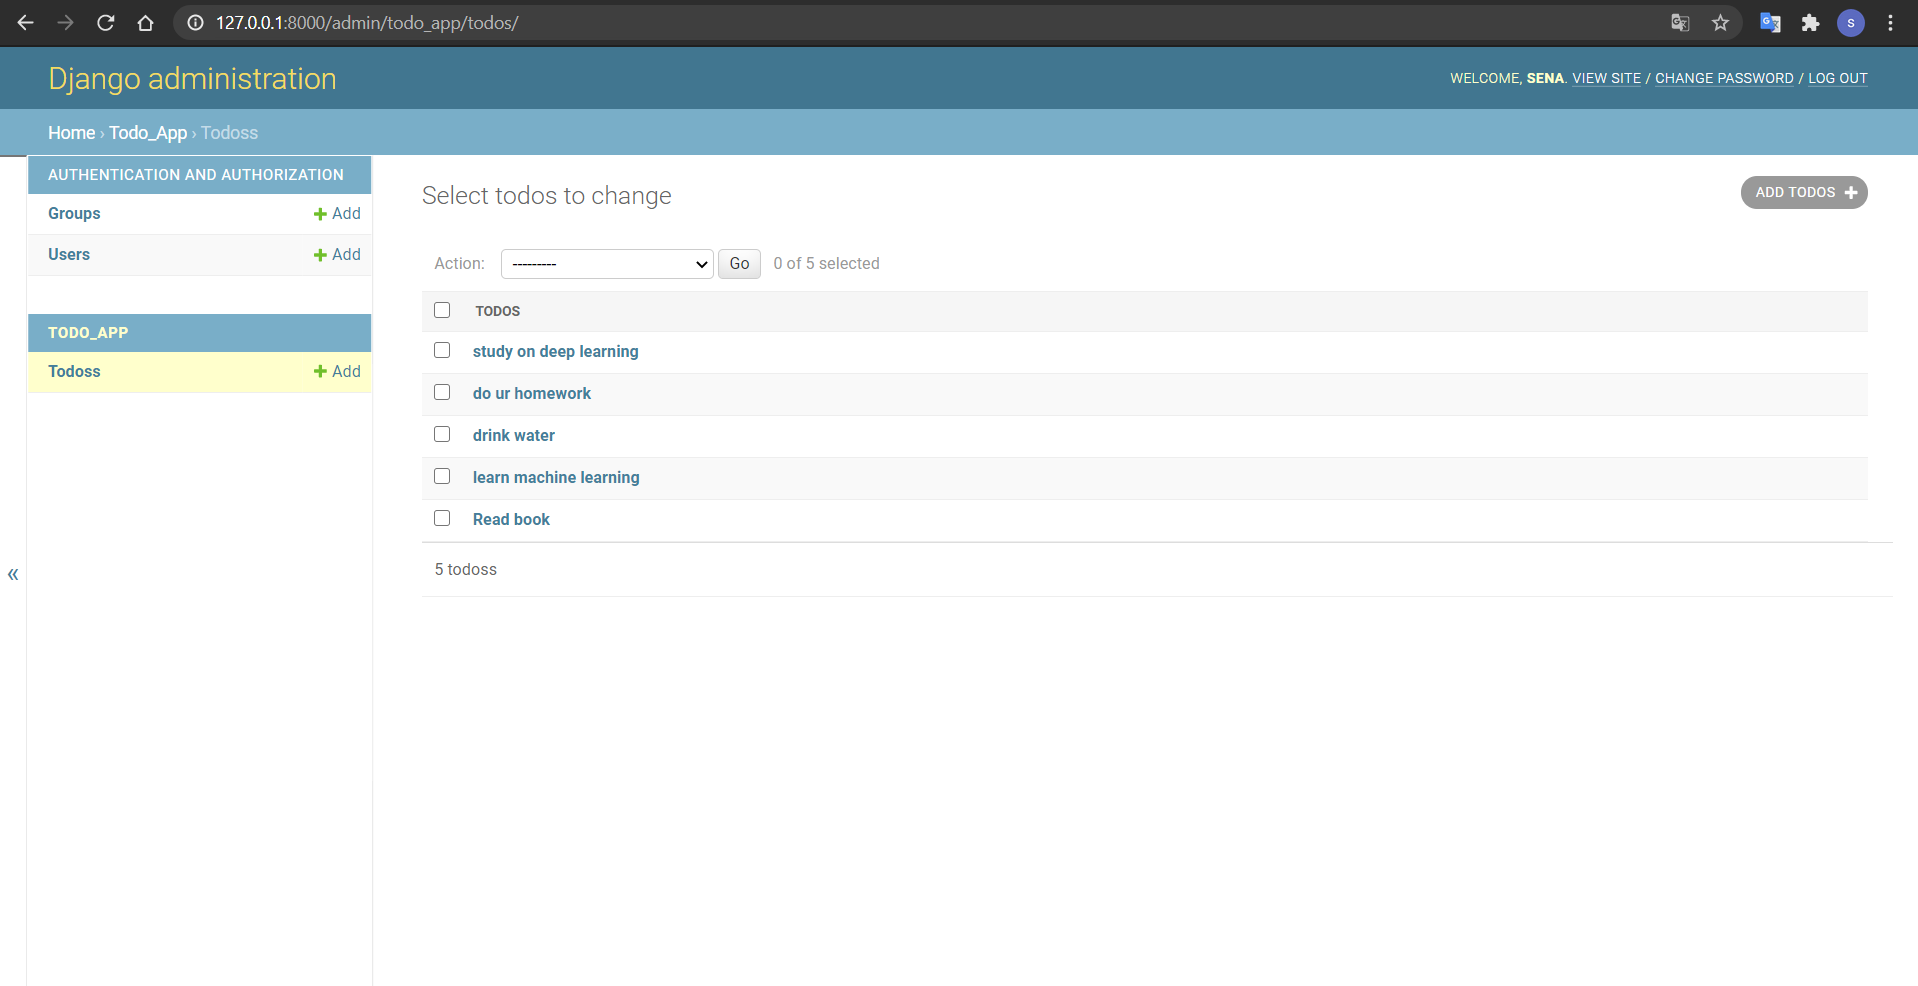 127.0.0.1:8000/admin/todo_app/todos/
S
Django administration
WELCOME, SENA. VIEW SITE / CHANGE PASSWORD / LOG OUT
Home › Todo_App › Todoss
AUTHENTICATION AND AUTHORIZATION
Groups + Add
Users + Add
TODO_APP
Todoss + Add
«
Select todos to change
ADD TODOS +
Action: --------- Go 0 of 5 selected
TODOS
study on deep learning
do ur homework
drink water
learn machine learning
Read book
5 todoss